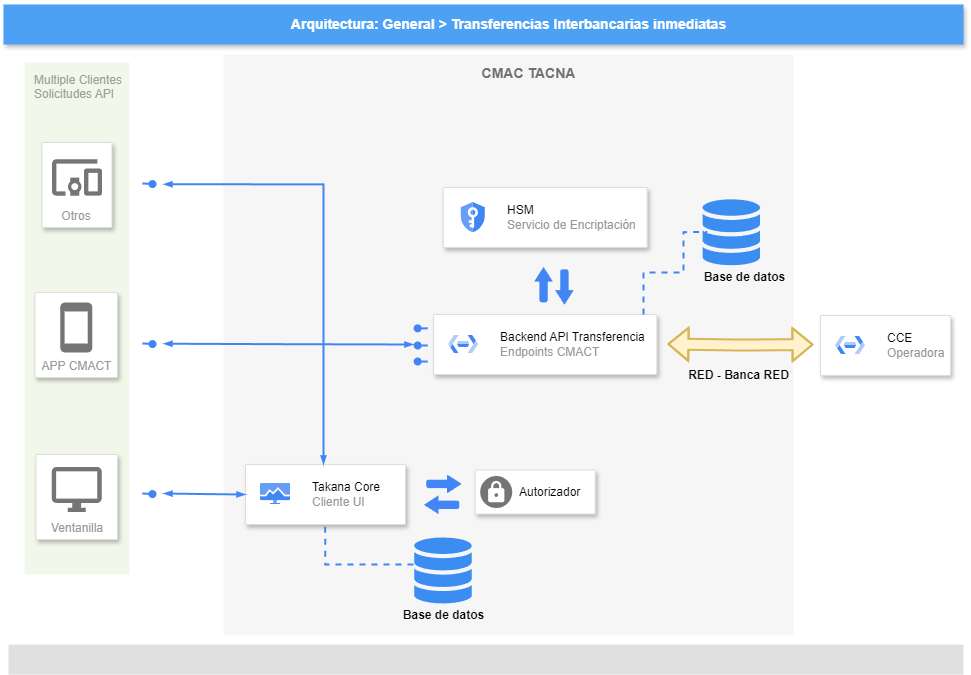 Arquitectura: General > Transferencias Interbancarias inmediatas
Multiple Clientes
Solicitudes API
CMAC TACNA
Otros
HSM
Servicio de Encriptación
Base de datos
APP CMACT
Backend API Transferencia
Endpoints CMACT
RED - Banca RED
CCE
Operadora
Ventanilla
Takana Core
Cliente UI
Autorizador
Base de datos